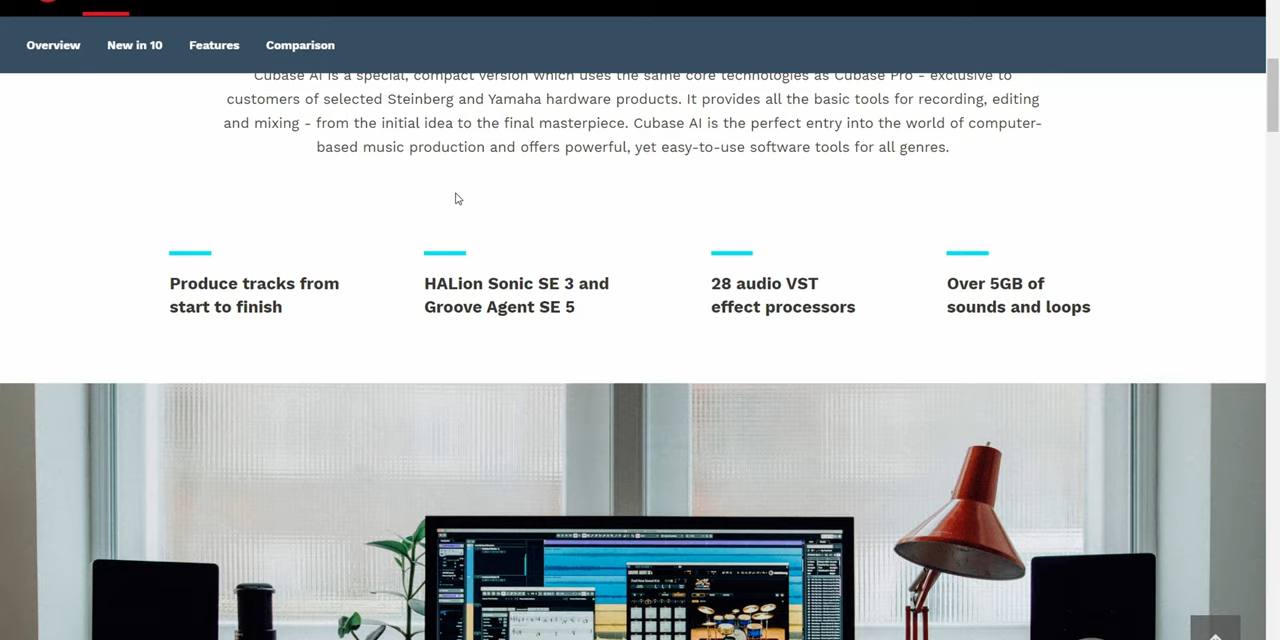 Overview New in 10 Features Comparison
Cubase AI is a special, compact version which uses the same core technologies as Cubase Pro - exclusive to
customers of selected Steinberg and Yamaha hardware products. It provides all the basic tools for recording, editing
and mixing - from the initial idea to the final masterpiece. Cubase AI is the perfect entry into the world of computer-
based music production and offers powerful, yet easy-to-use software tools for all genres.
Produce tracks from
start to finish
HALion Sonic SE 3 and
Groove Agent SE 5
28 audio VST
effect processors
Over 5GB of
sounds and loops